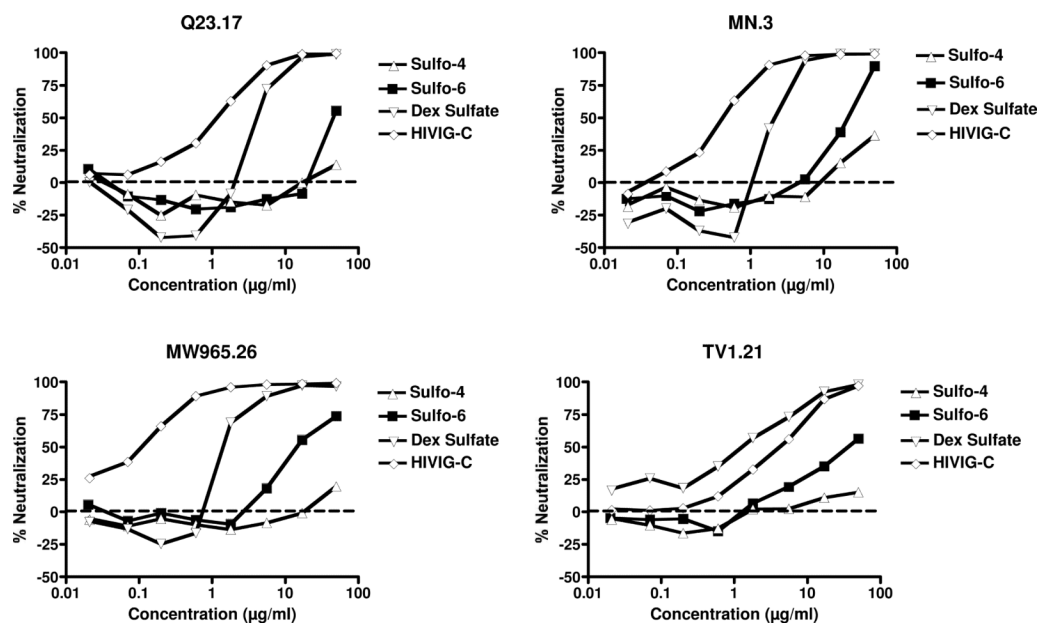 Q23.17
100
75
50
25
0
-25
-50
% Neutralization
0.01
0.1
1
10
100
Concentration (µg/ml)
Sulfo-4
Sulfo-6
Dex Sulfate
HIVIG-C
MN.3
100
75
50
25
0
-25
-50
% Neutralization
0.01
0.1
1
10
100
Concentration (µg/ml)
Sulfo-4
Sulfo-6
Dex Sulfate
HIVIG-C
MW965.26
100
75
50
25
0
-25
-50
% Neutralization
0.01
0.1
1
10
100
Concentration (µg/ml)
Sulfo-4
Sulfo-6
Dex Sulfate
HIVIG-C
TV1.21
100
75
50
25
0
-25
-50
% Neutralization
0.01
0.1
1
10
100
Concentration (µg/ml)
Sulfo-4
Sulfo-6
Dex Sulfate
HIVIG-C